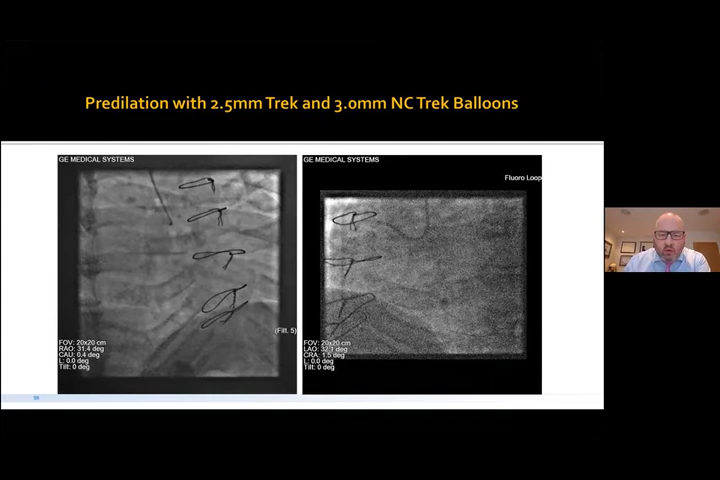 Predilation with 2.5mm Trek and 3.0mm NC Trek Balloons
GE MEDICAL SYSTEMS
(Filt. 5)
FOV: 20x20 cm
RAO: 31.4 deg
CAU: 0.4 deg
L: 0.0 deg
Tilt: 0 deg
GE MEDICAL SYSTEMS
Fluoro Loop
FOV: 20x20 cm
LAO: 32.1 deg
CRA: 1.5 deg
L: 0.0 deg
Tilt: 0 deg